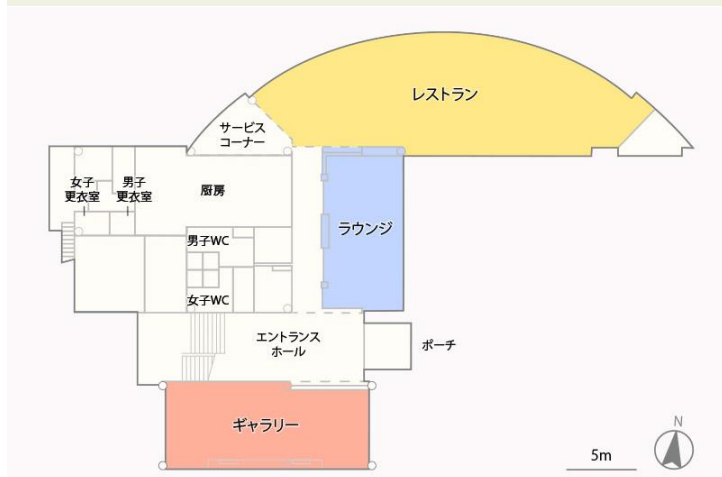 レストラン
サービス
コーナー
女子
更衣室
男子
更衣室
厨房
ラウンジ
男子WC
女子WC
エントランス
ホール
ポーチ
ギャラリー
N
5m